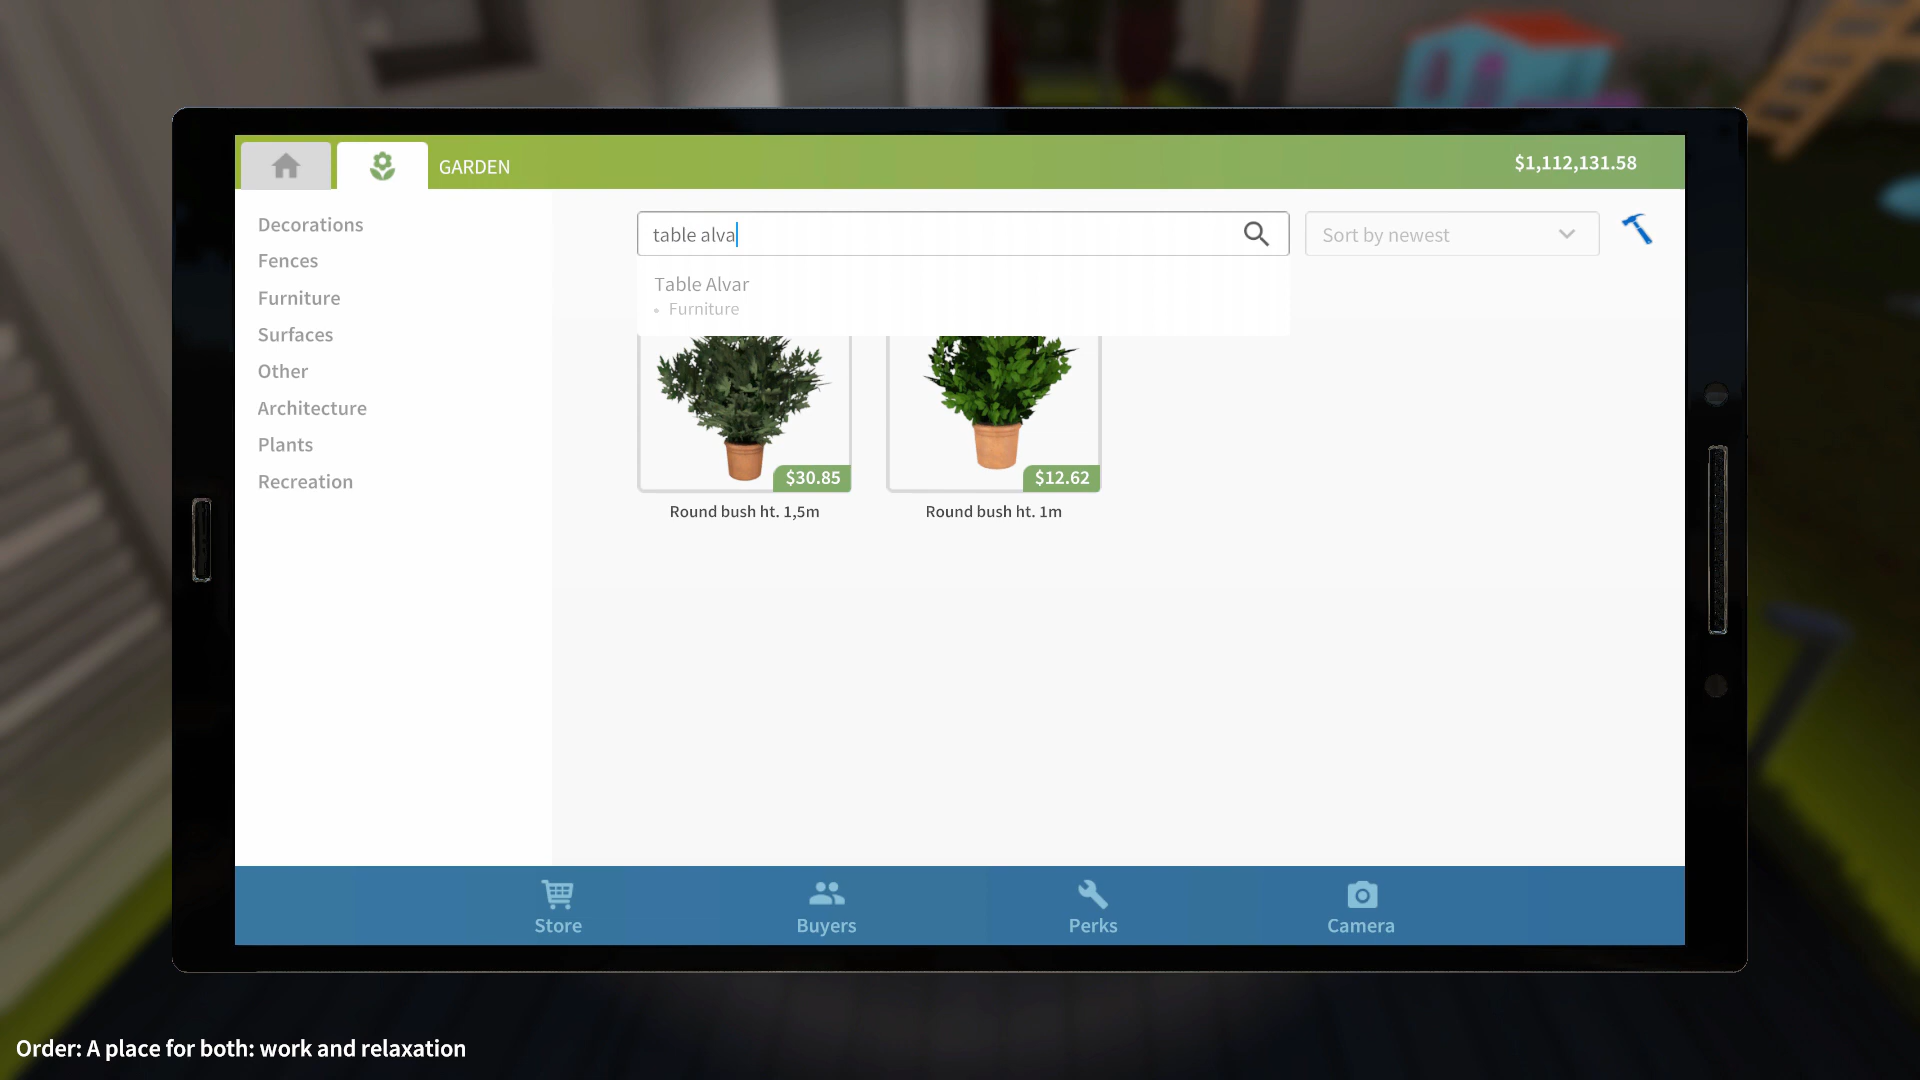 GARDEN
$1,112,131.58
Decorations
Fences
Furniture
Surfaces
Other
Architecture
Plants
Recreation
table alva
Sort by newest
Table Alvar
• Furniture
$30.85
$12.62
Round bush ht. 1,5m
Round bush ht. 1m
Store
Buyers
Perks
Camera
Order: A place for both: work and relaxation